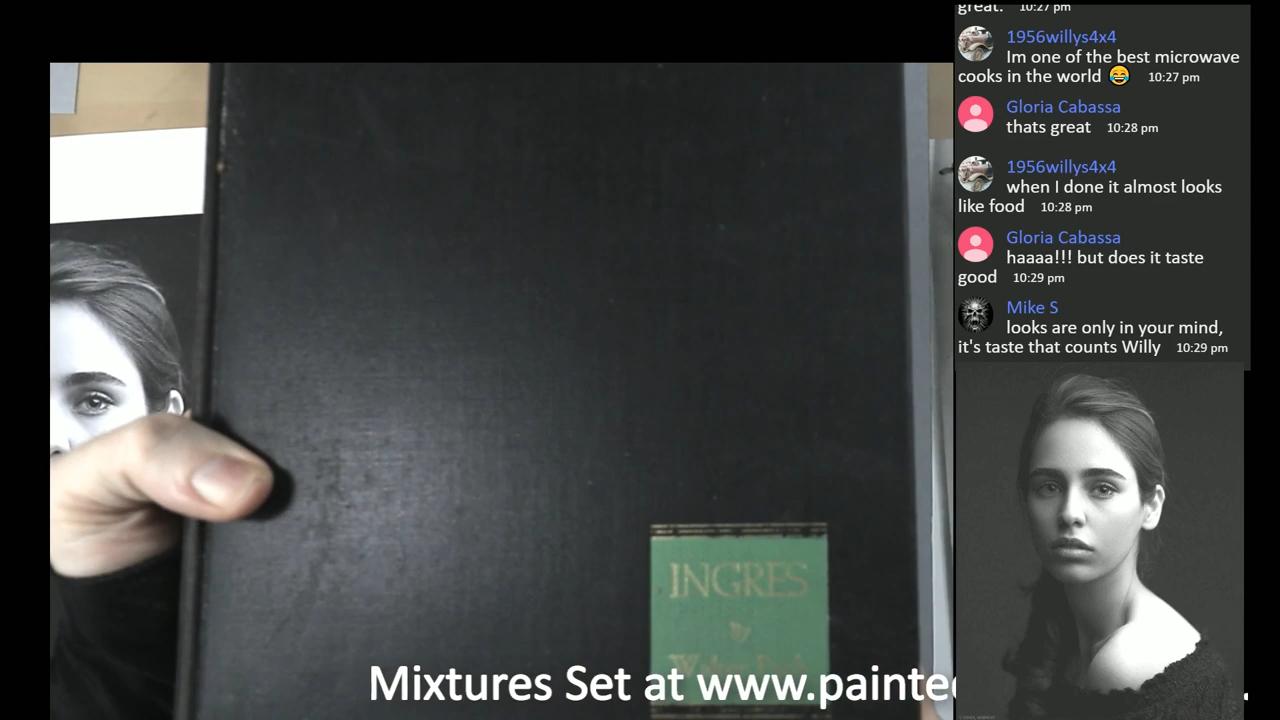 INGRES
Mixtures Set at www.painte
great. 10:27 pm
1956willys4x4
Im one of the best microwave
cooks in the world 😂 10:27 pm
Gloria Cabassa
thats great 10:28 pm
1956willys4x4
when I done it almost looks
like food 10:28 pm
Gloria Cabassa
haaaa!!! but does it taste
good 10:29 pm
Mike S
looks are only in your mind,
it's taste that counts Willy 10:29 pm